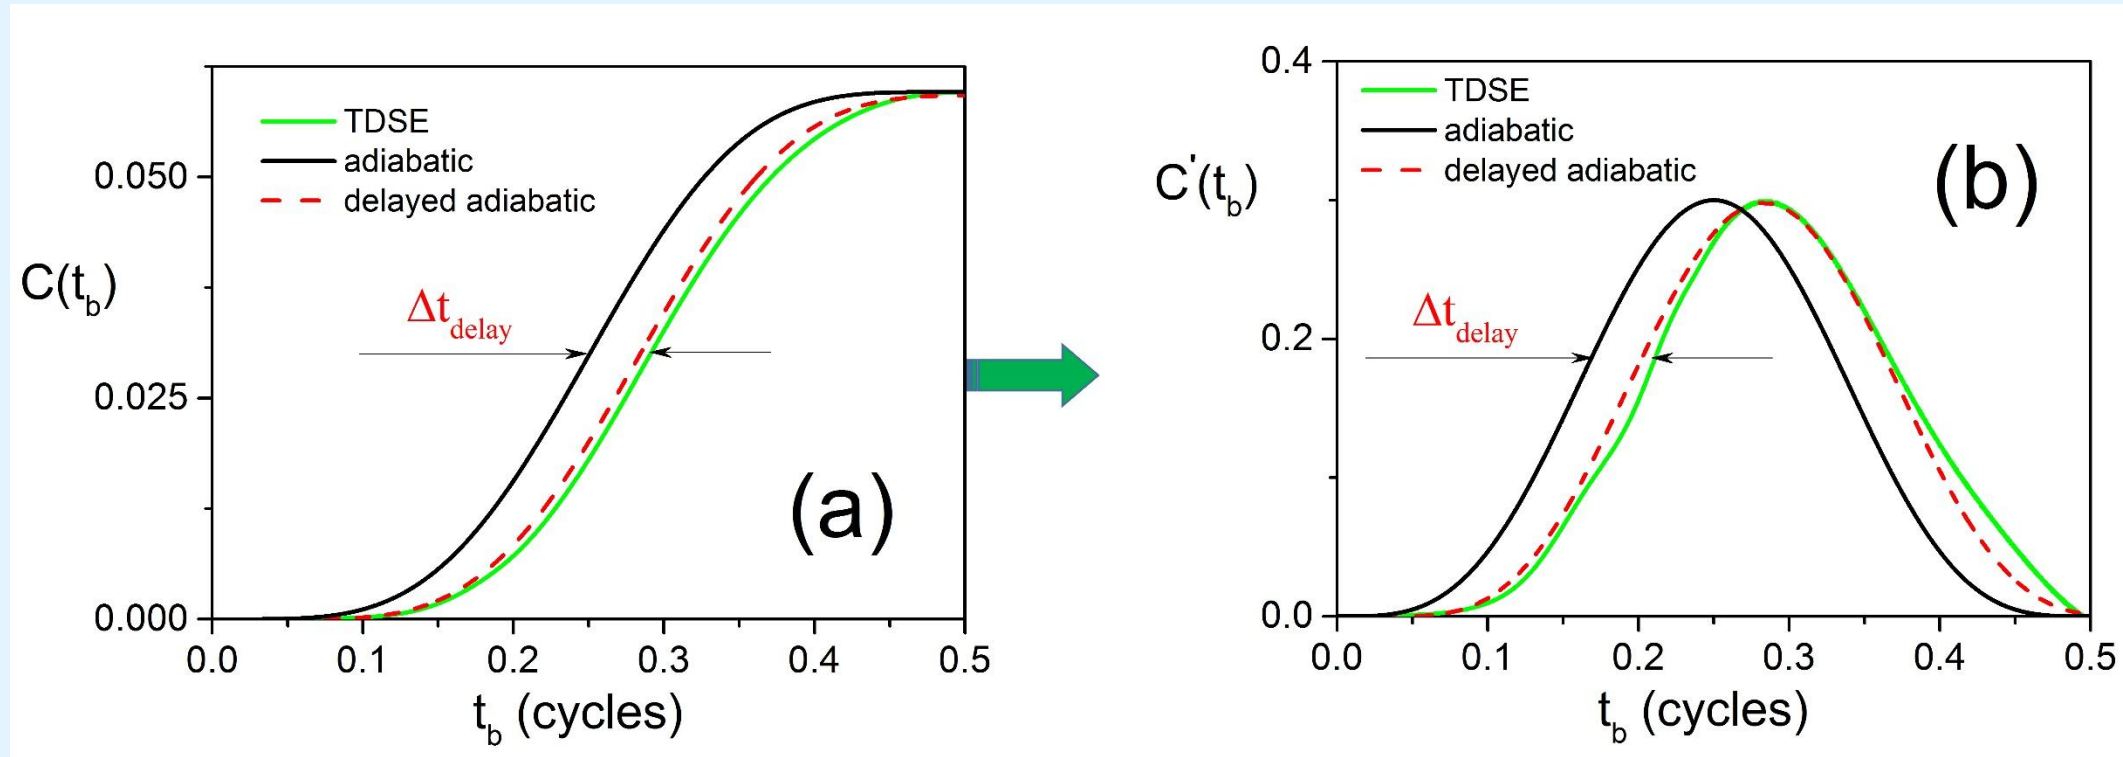 TDSE
adiabatic
delayed adiabatic
0.050
C(t_b)
Δt_delay
0.025
(a)
0.000
0.0 0.1 0.2 0.3 0.4 0.5
t_b (cycles)
0.4
TDSE
adiabatic
delayed adiabatic
(b)
C'(t_b)
Δt_delay
0.2
0.0
0.0 0.1 0.2 0.3 0.4 0.5
t_b (cycles)